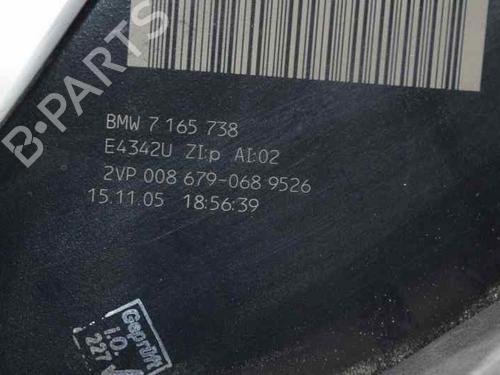 B-PARTS
BMW 7 165 738
E4342U ZI:p AI:02
2VP 008 679-068 9526
15.11.05 18:56:39
Geprüft
i.O.
227